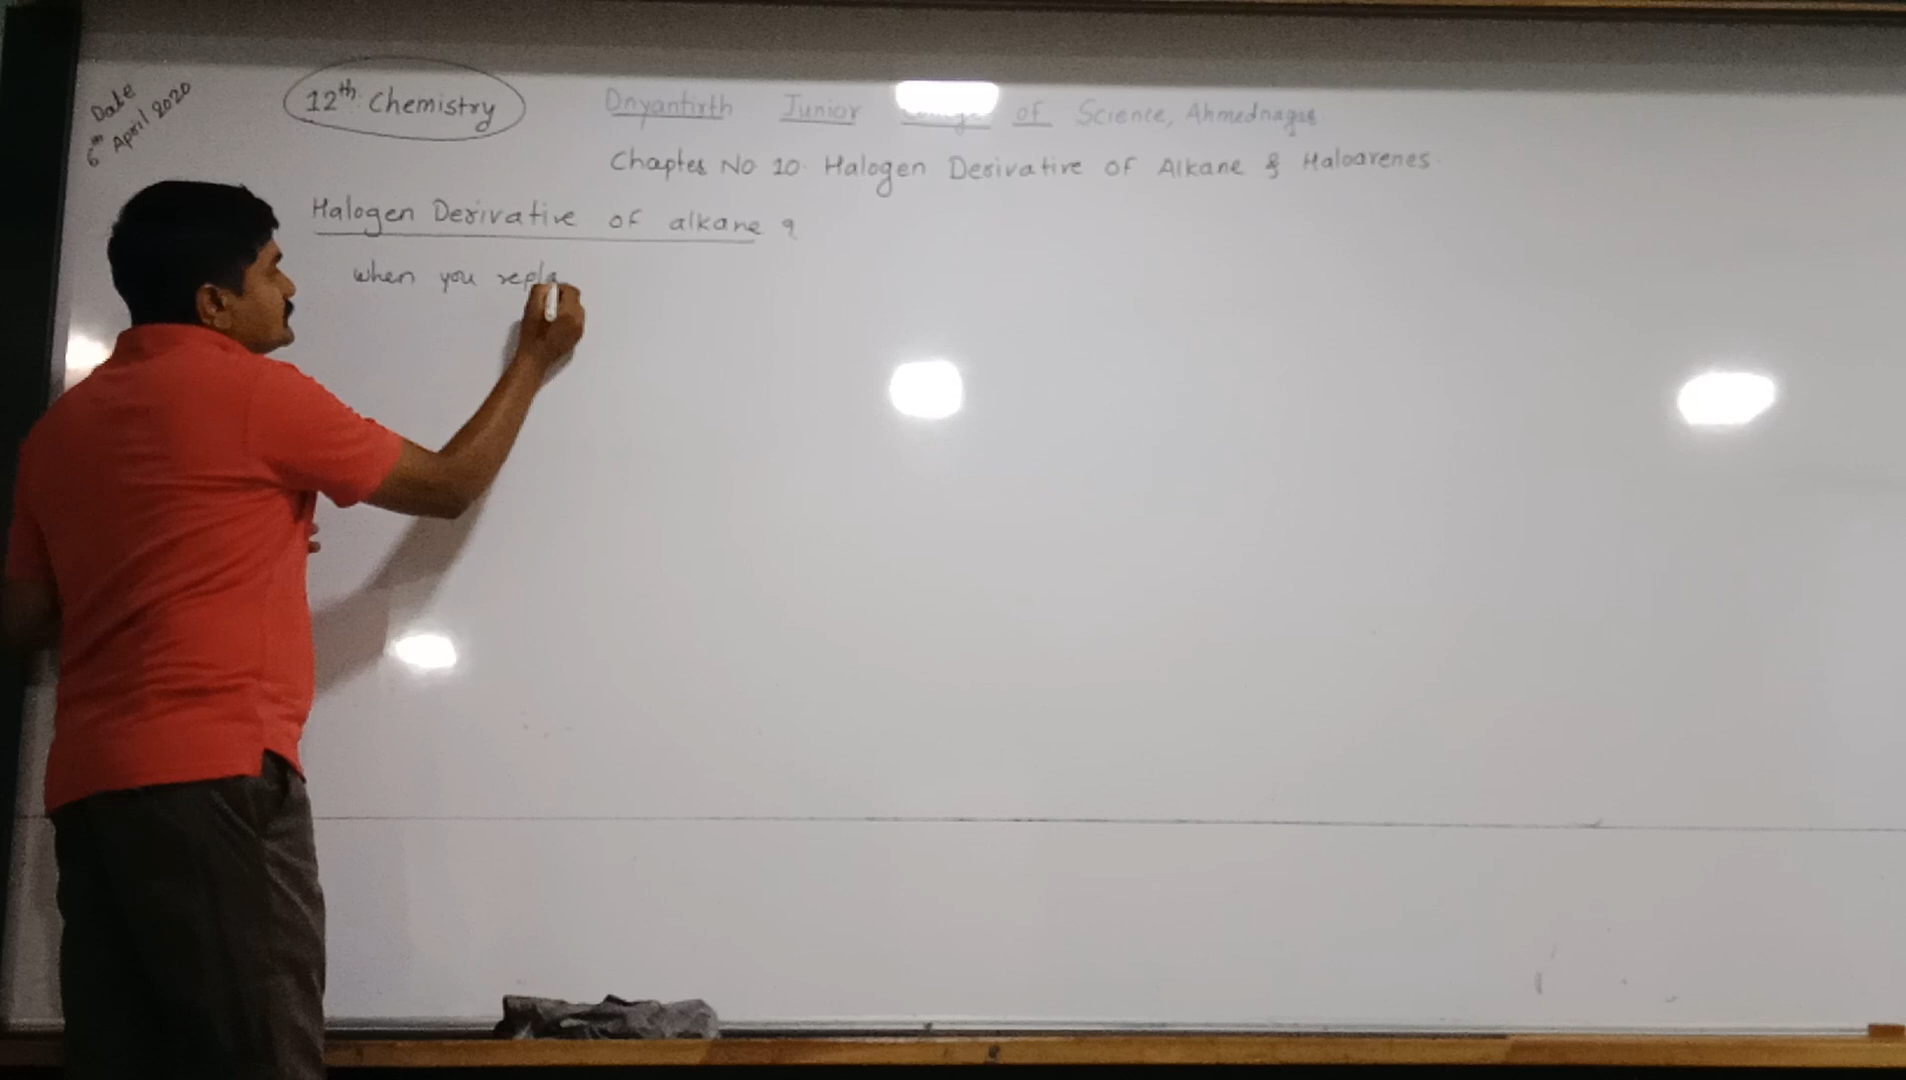 Date
6th April 2020
12th Chemistry
Dnyantirth Junior College of Science, Ahmednagar
Chapter No 10. Halogen Derivative of Alkane & Haloarenes.
Halogen Derivative of alkane ?
when you repla